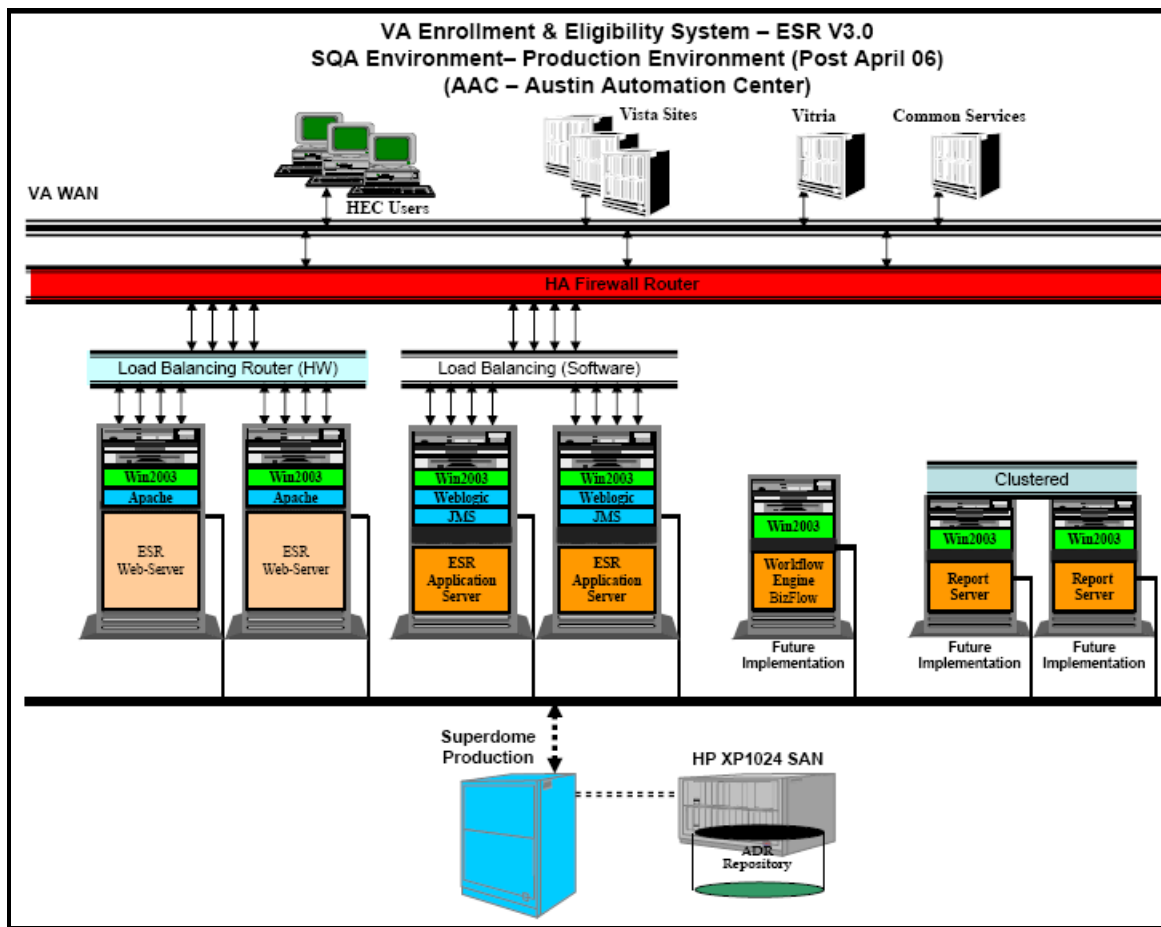 VA Enrollment & Eligibility System – ESR V3.0
SQA Environment– Production Environment (Post April 06)
(AAC – Austin Automation Center)
Vista Sites
Vitria
Common Services
VA WAN
HEC Users
HA Firewall Router
Load Balancing Router (HW)
Load Balancing (Software)
Win2003
Apache
ESR
Web-Server
Win2003
Apache
ESR
Web-Server
Win2003
Weblogic
JMS
ESR
Application
Server
Win2003
Weblogic
JMS
ESR
Application
Server
Win2003
Workflow
Engine
BizFlow
Future
Implementation
Clustered
Win2003
Report
Server
Future
Implementation
Win2003
Report
Server
Future
Implementation
Superdome
Production
HP XP1024 SAN
ADR
Repository